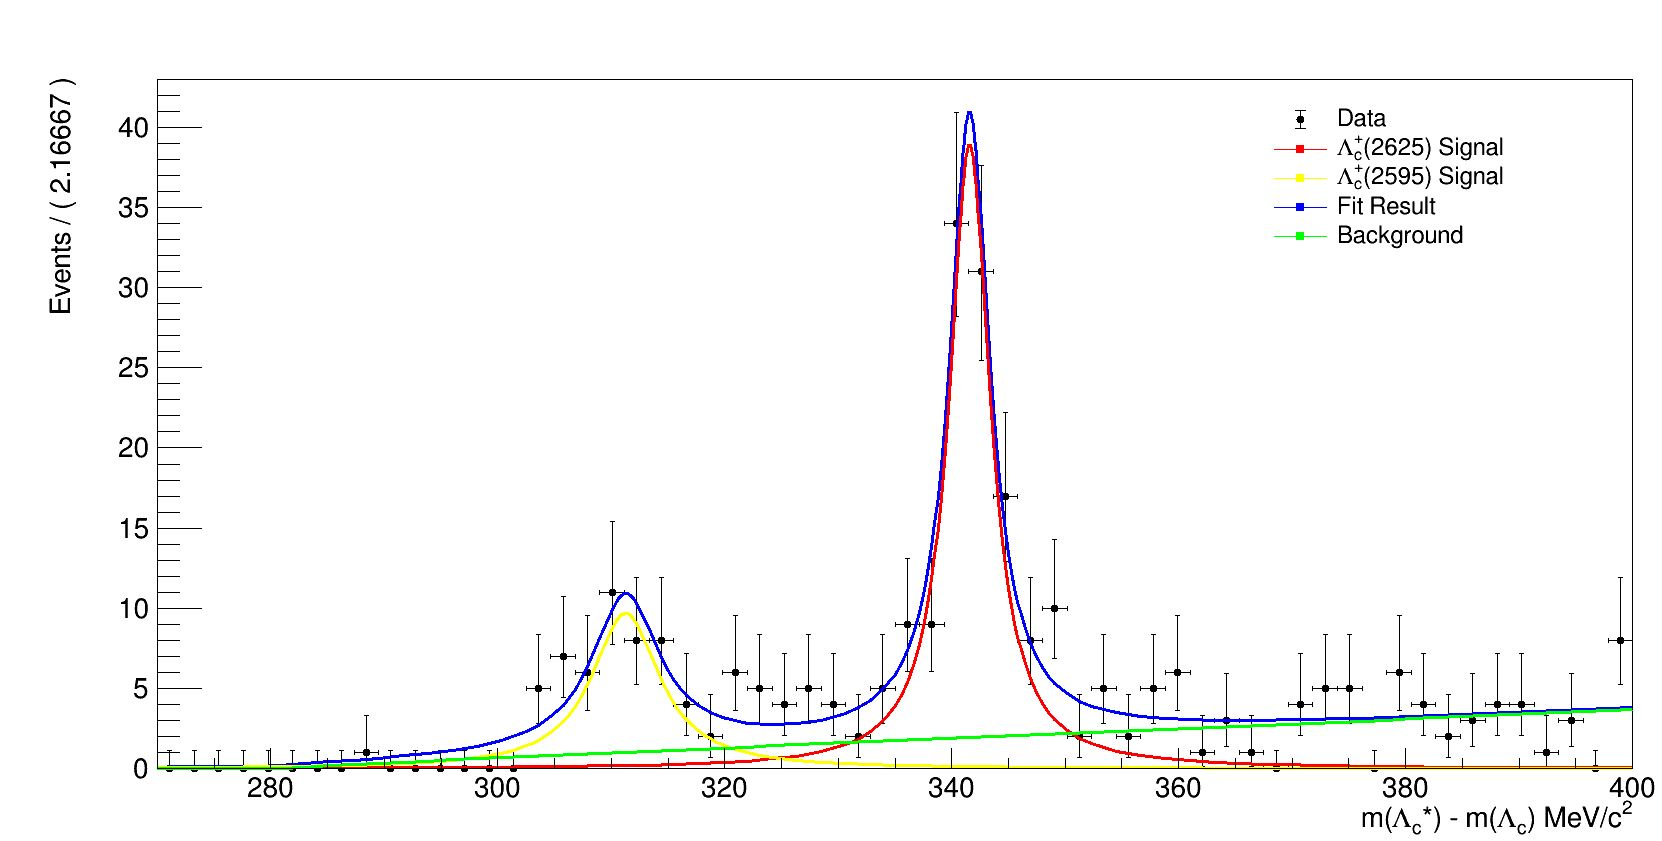 Events / ( 2.16667 )
40
35
30
25
20
15
10
5
0
280 300 320 340 360 380 400
m(Λc*) - m(Λc) MeV/c²
Data
Λc⁺(2625) Signal
Λc⁺(2595) Signal
Fit Result
Background